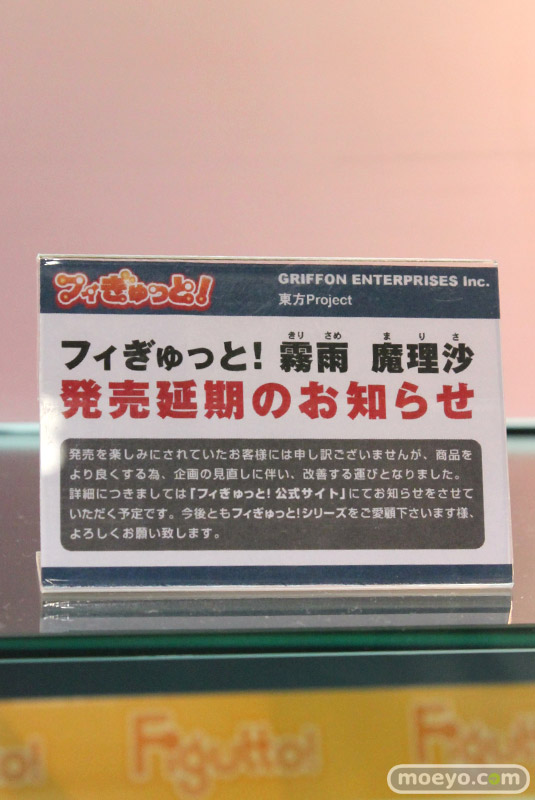 フィぎゅっと!
GRIFFON ENTERPRISES Inc.
東方Project
きり さめ ま り さ
フィぎゅっと! 霧雨 魔理沙
発売延期のお知らせ
発売を楽しみにされていたお客様には申し訳ございませんが、商品を
より良くする為、企画の見直しに伴い、改善する運びとなりました。
詳細につきましては「フィぎゅっと! 公式サイト」にてお知らせをさせて
いただく予定です。今後ともフィぎゅっと!シリーズをご愛顧下さいます様、
よろしくお願い致します。
Figutto!
moeyo.com